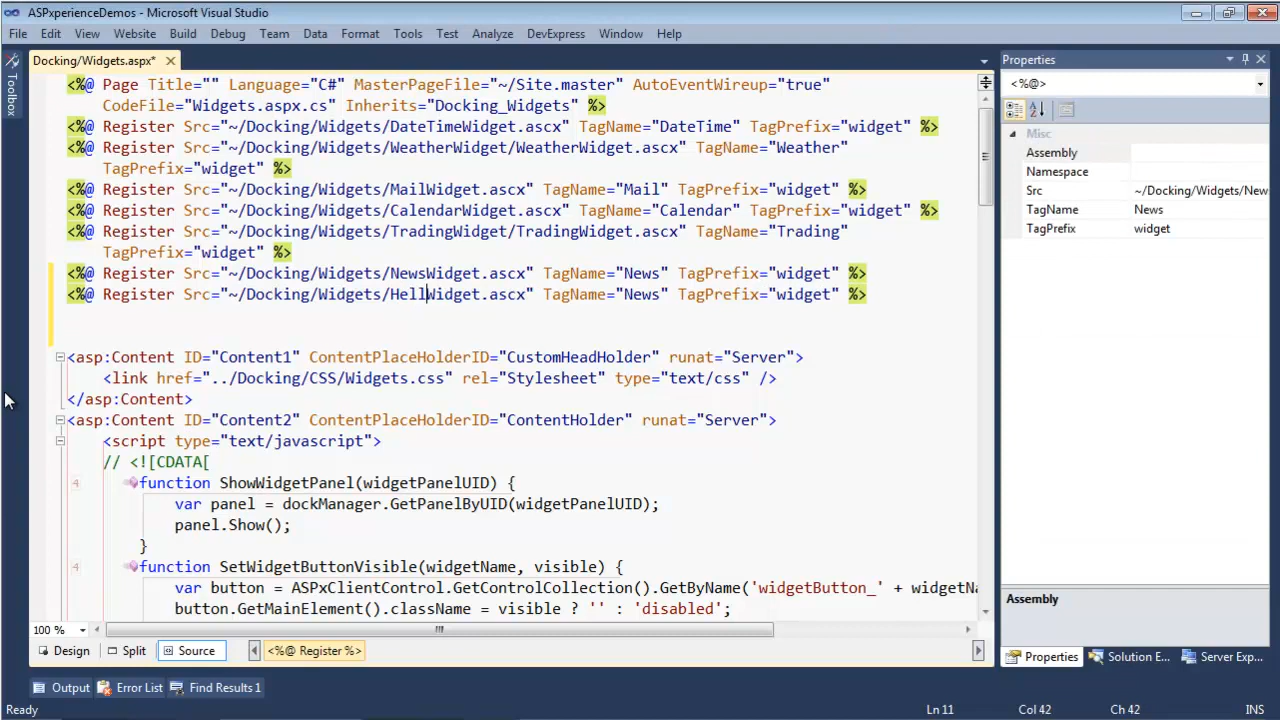 ASPxperienceDemos - Microsoft Visual Studio
File Edit View Website Build Debug Team Data Format Tools Test Analyze DevExpress Window Help
Toolbox
Docking/Widgets.aspx*
<%@ Page Title="" Language="C#" MasterPageFile="~/Site.master" AutoEventWireup="true"
CodeFile="Widgets.aspx.cs" Inherits="Docking_Widgets" %>
<%@ Register Src="~/Docking/Widgets/DateTimeWidget.ascx" TagName="DateTime" TagPrefix="widget" %>
<%@ Register Src="~/Docking/Widgets/WeatherWidget/WeatherWidget.ascx" TagName="Weather"
TagPrefix="widget" %>
<%@ Register Src="~/Docking/Widgets/MailWidget.ascx" TagName="Mail" TagPrefix="widget" %>
<%@ Register Src="~/Docking/Widgets/CalendarWidget.ascx" TagName="Calendar" TagPrefix="widget" %>
<%@ Register Src="~/Docking/Widgets/TradingWidget/TradingWidget.ascx" TagName="Trading"
TagPrefix="widget" %>
<%@ Register Src="~/Docking/Widgets/NewsWidget.ascx" TagName="News" TagPrefix="widget" %>
<%@ Register Src="~/Docking/Widgets/HellWidget.ascx" TagName="News" TagPrefix="widget" %>
<asp:Content ID="Content1" ContentPlaceHolderID="CustomHeadHolder" runat="Server">
<link href="../Docking/CSS/Widgets.css" rel="Stylesheet" type="text/css" />
</asp:Content>
<asp:Content ID="Content2" ContentPlaceHolderID="ContentHolder" runat="Server">
<script type="text/javascript">
// <![CDATA[
4 function ShowWidgetPanel(widgetPanelUID) {
var panel = dockManager.GetPanelByUID(widgetPanelUID);
panel.Show();
}
4 function SetWidgetButtonVisible(widgetName, visible) {
var button = ASPxClientControl.GetControlCollection().GetByName('widgetButton_' + widgetNa
button.GetMainElement().className = visible ? '' : 'disabled';
100 %
Design Split Source <%@ Register %>
Properties
<%@>
Misc
Assembly
Namespace
Src ~/Docking/Widgets/New
TagName News
TagPrefix widget
Assembly
Properties Solution E... Server Exp...
Output Error List Find Results 1
Ready Ln 11 Col 42 Ch 42 INS